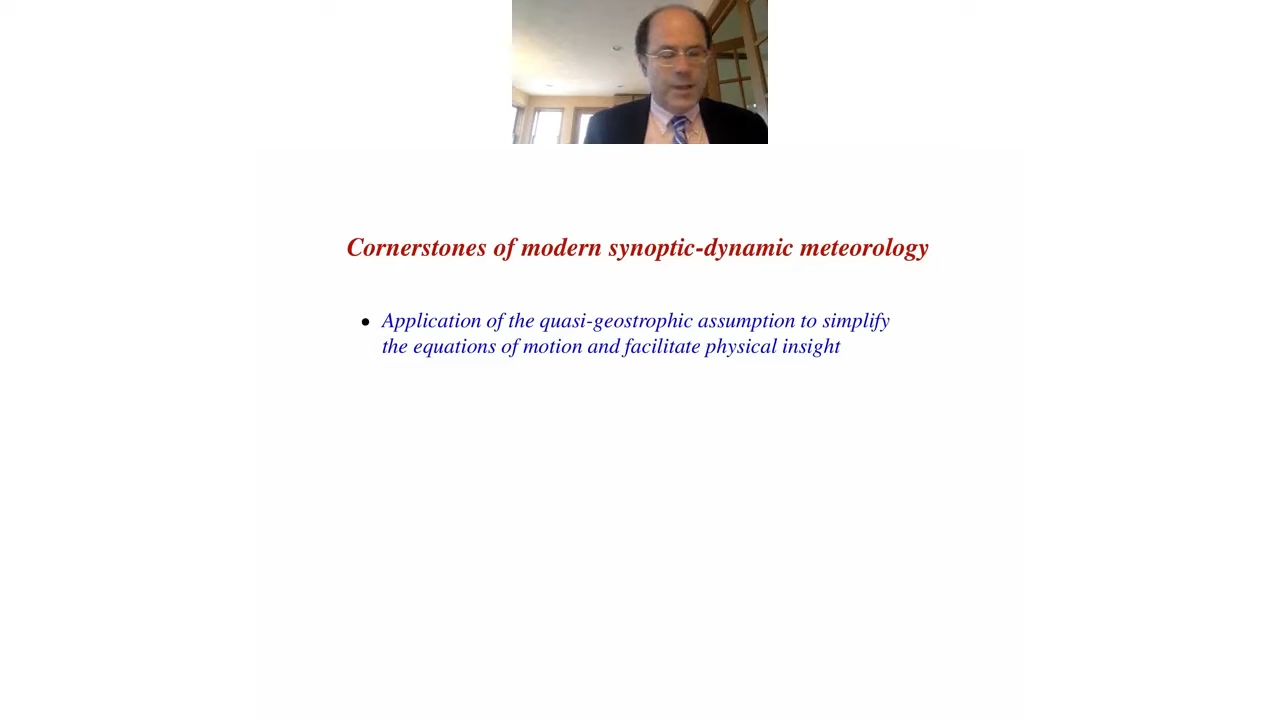 Cornerstones of modern synoptic-dynamic meteorology
• Application of the quasi-geostrophic assumption to simplify
the equations of motion and facilitate physical insight